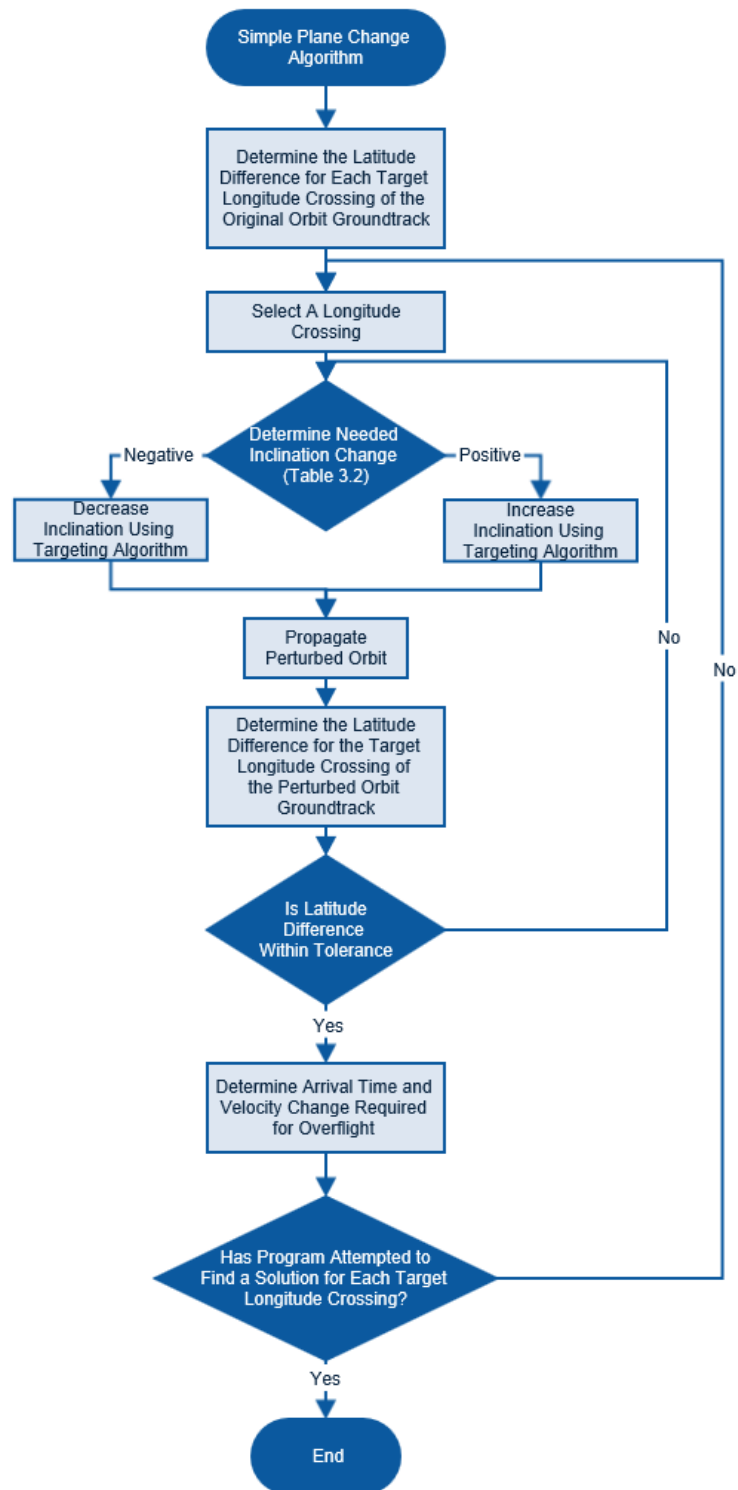 Simple Plane Change
Algorithm
Determine the Latitude
Difference for Each Target
Longitude Crossing of the
Original Orbit Groundtrack
Select A Longitude
Crossing
Determine Needed
Inclination Change
(Table 3.2)
Negative
Positive
Decrease
Inclination Using
Targeting Algorithm
Increase
Inclination Using
Targeting Algorithm
Propagate
Perturbed Orbit
No
No
Determine the Latitude
Difference for the Target
Longitude Crossing of
the Perturbed Orbit
Groundtrack
Is Latitude
Difference
Within Tolerance
Yes
Determine Arrival Time and
Velocity Change Required
for Overflight
Has Program Attempted to
Find a Solution for Each Target
Longitude Crossing?
Yes
End